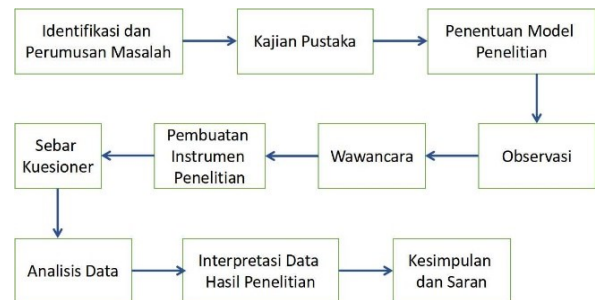 Identifikasi dan
Perumusan Masalah
Kajian Pustaka
Penentuan Model
Penelitian
Observasi
Wawancara
Pembuatan
Instrumen
Penelitian
Sebar
Kuesioner
Analisis Data
Interpretasi Data
Hasil Penelitian
Kesimpulan
dan Saran